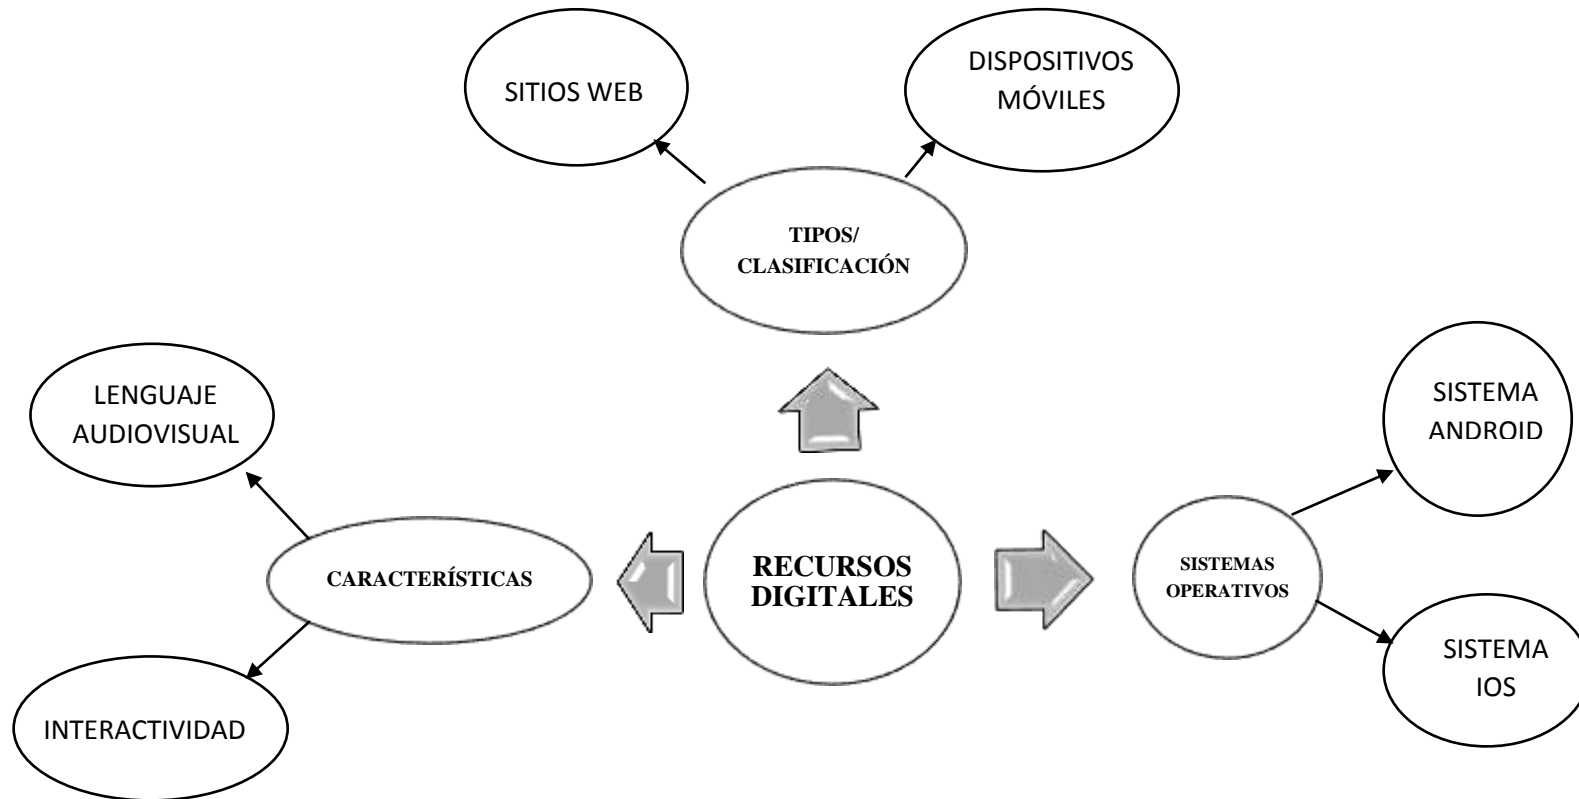 SITIOS WEB
DISPOSITIVOS
MÓVILES
TIPOS/
CLASIFICACIÓN
LENGUAJE
AUDIOVISUAL
SISTEMA
ANDROID
CARACTERÍSTICAS
RECURSOS
DIGITALES
SISTEMAS
OPERATIVOS
INTERACTIVIDAD
SISTEMA
IOS